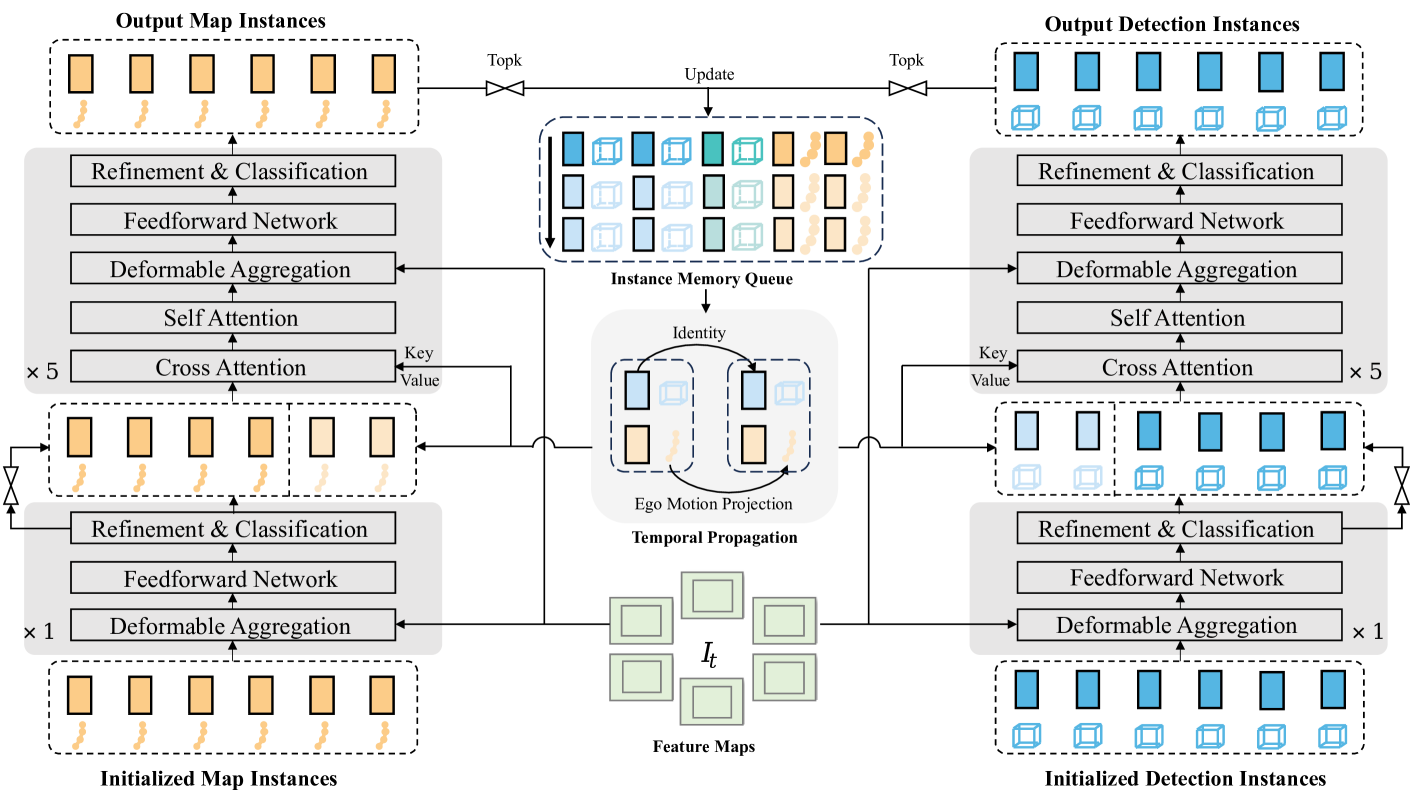 Output Map Instances
Refinement & Classification
Feedforward Network
Deformable Aggregation
Self Attention
Cross Attention
× 5
Key
Value
Refinement & Classification
Feedforward Network
Deformable Aggregation
× 1
Initialized Map Instances
Topk
Update
Topk
Instance Memory Queue
Identity
Ego Motion Projection
Temporal Propagation
I_t
Feature Maps
Output Detection Instances
Refinement & Classification
Feedforward Network
Deformable Aggregation
Self Attention
Cross Attention
× 5
Key
Value
Refinement & Classification
Feedforward Network
Deformable Aggregation
× 1
Initialized Detection Instances